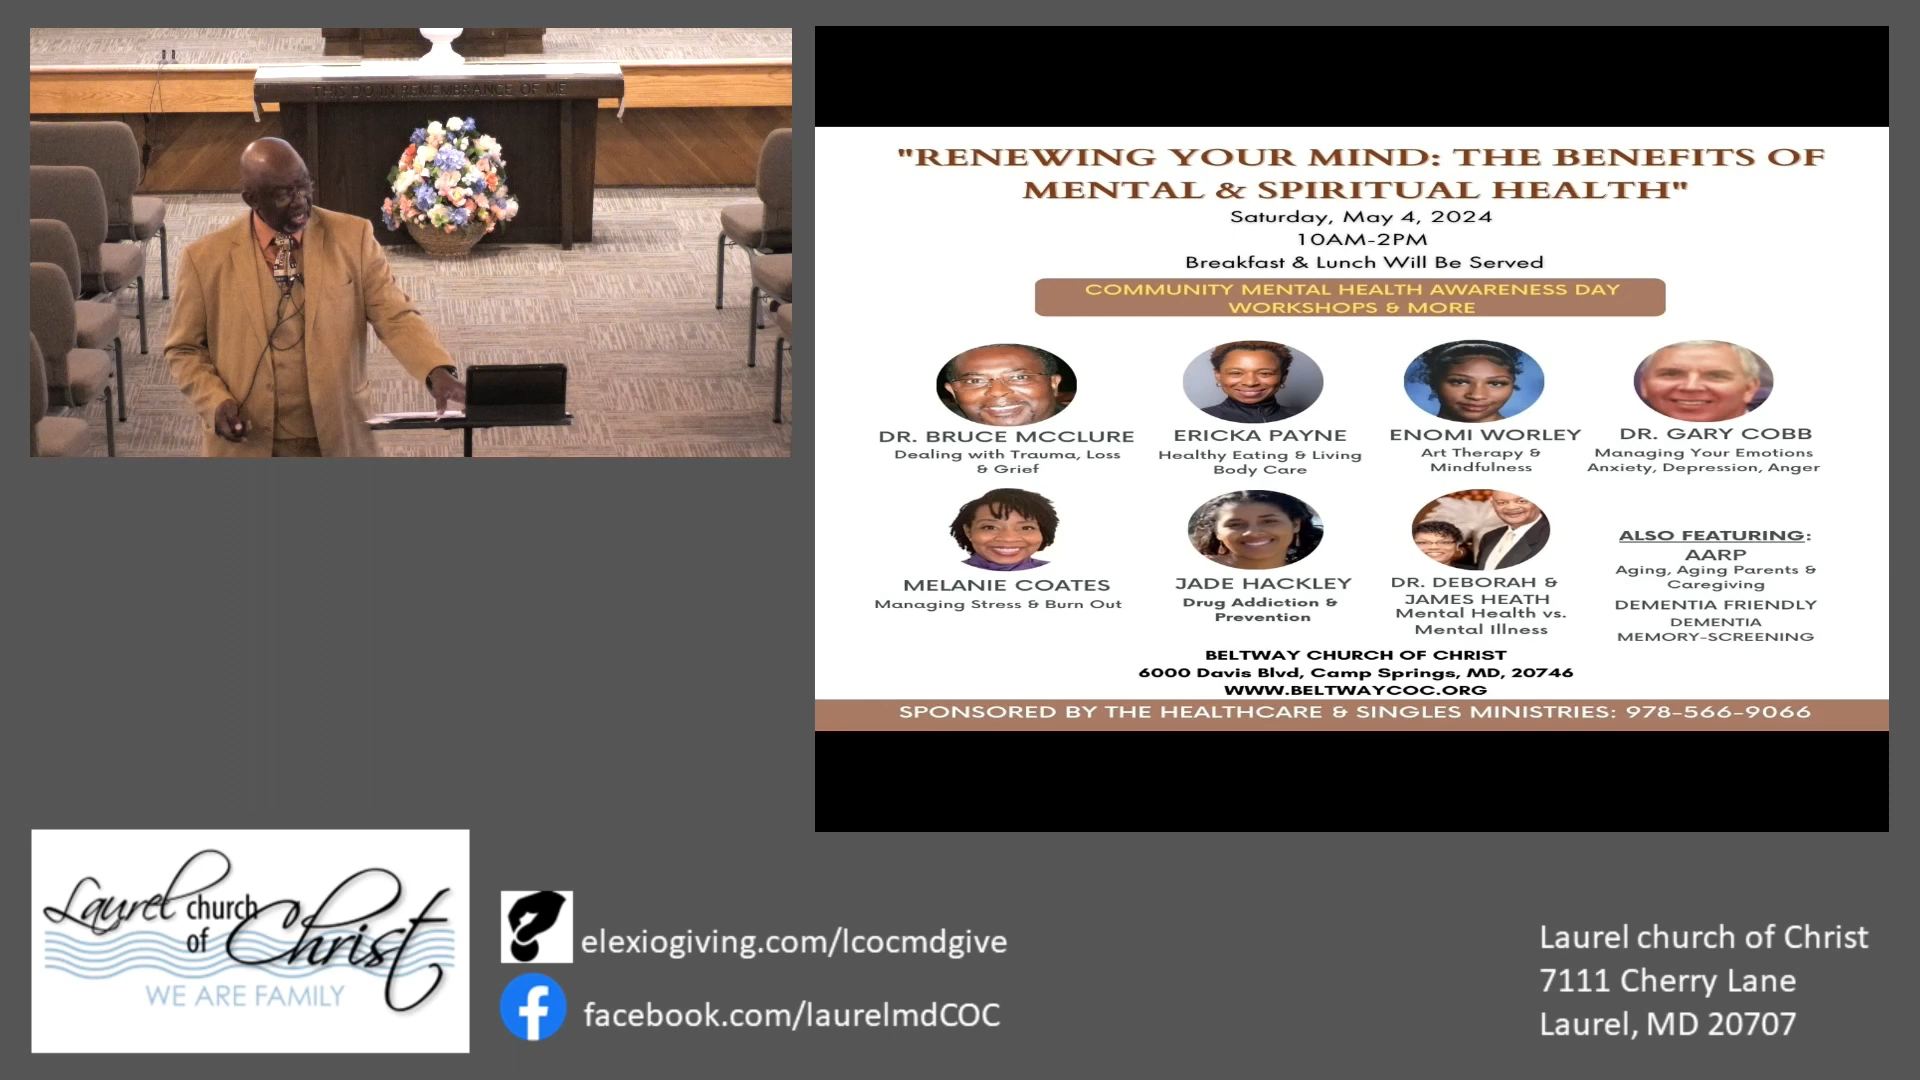 THIS DO IN REMEMBRANCE OF ME
"RENEWING YOUR MIND: THE BENEFITS OF
MENTAL & SPIRITUAL HEALTH"
Saturday, May 4, 2024
10AM-2PM
Breakfast & Lunch Will Be Served
COMMUNITY MENTAL HEALTH AWARENESS DAY
WORKSHOPS & MORE
DR. BRUCE MCCLURE
Dealing with Trauma, Loss
& Grief
ERICKA PAYNE
Healthy Eating & Living
Body Care
ENOMI WORLEY
Art Therapy &
Mindfulness
DR. GARY COBB
Managing Your Emotions
Anxiety, Depression, Anger
MELANIE COATES
Managing Stress & Burn Out
JADE HACKLEY
Drug Addiction &
Prevention
DR. DEBORAH &
JAMES HEATH
Mental Health vs.
Mental Illness
ALSO FEATURING:
AARP
Aging, Aging Parents &
Caregiving
DEMENTIA FRIENDLY
DEMENTIA
MEMORY-SCREENING
BELTWAY CHURCH OF CHRIST
6000 Davis Blvd, Camp Springs, MD, 20746
WWW.BELTWAYCOC.ORG
SPONSORED BY THE HEALTHCARE & SINGLES MINISTRIES: 978-566-9066
Laurel church
of Christ
WE ARE FAMILY
elexiogiving.com/lcocmdgive
facebook.com/laurelmdCOC
Laurel church of Christ
7111 Cherry Lane
Laurel, MD 20707